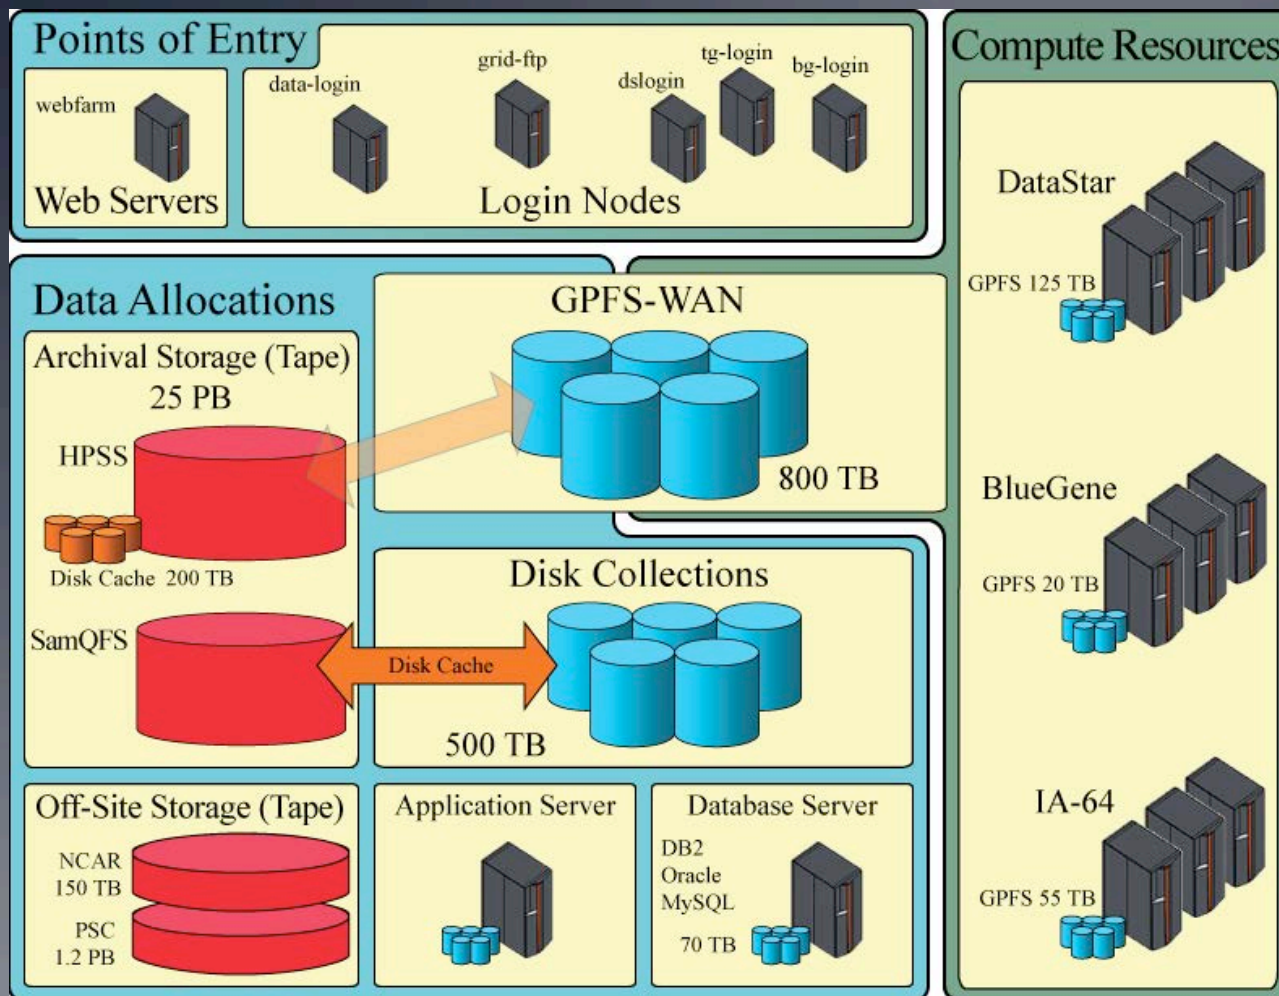 Points of Entry
webfarm
Web Servers
data-login
grid-ftp
dslogin
tg-login
bg-login
Login Nodes
Compute Resources
DataStar
GPFS 125 TB
BlueGene
GPFS 20 TB
IA-64
GPFS 55 TB
Data Allocations
Archival Storage (Tape)
25 PB
HPSS
Disk Cache 200 TB
SamQFS
GPFS-WAN
800 TB
Disk Collections
Disk Cache
500 TB
Off-Site Storage (Tape)
NCAR
150 TB
PSC
1.2 PB
Application Server
Database Server
DB2
Oracle
MySQL
70 TB